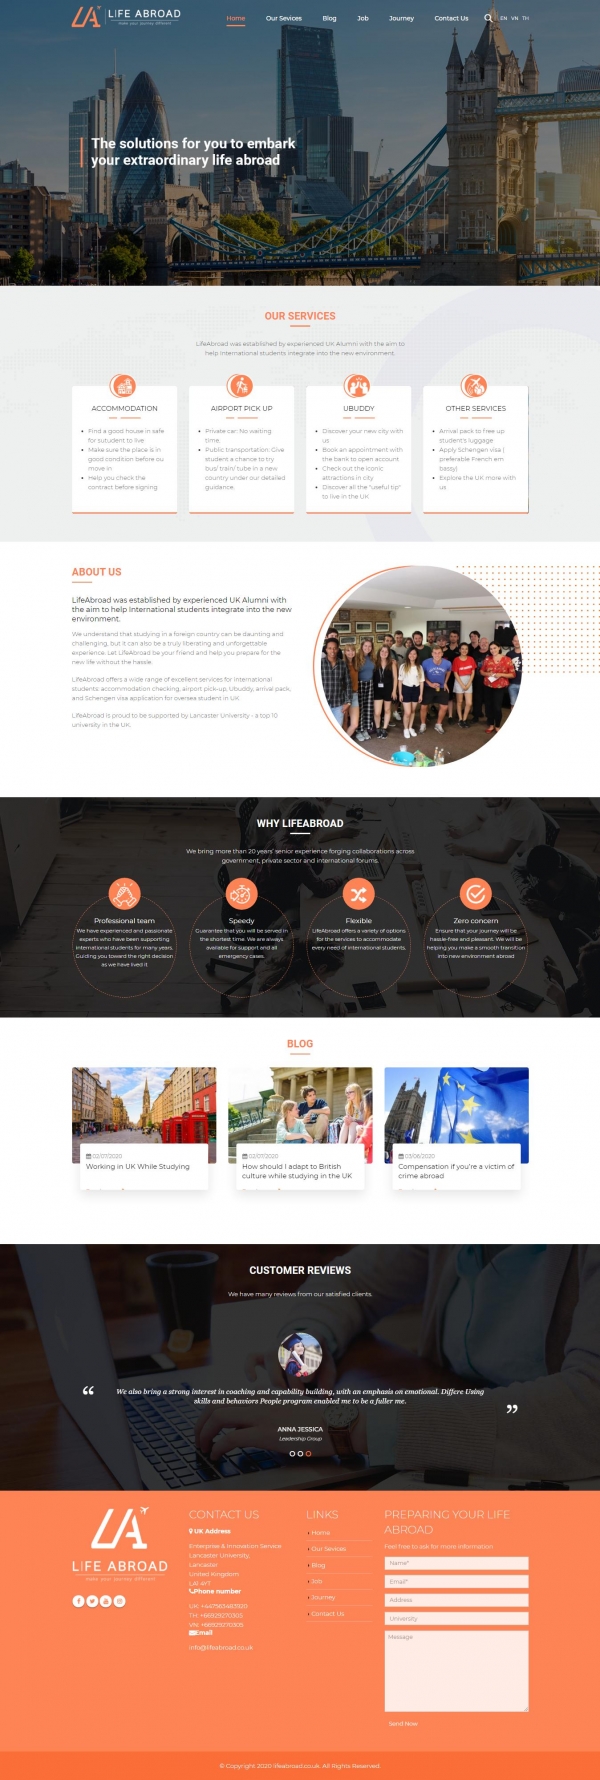 LIFE ABROAD
make your journey different
Home
Our Sevices
Blog
Job
Journey
Contact Us
EN VN TH
The solutions for you to embark
your extraordinary life abroad
OUR SERVICES
LifeAbroad was established by experienced UK Alumni with the aim to
help International students integrate into the new environment.
ACCOMMODATION
Find a good house in safe
for sutudent to live
Make sure the place is in
good condition before ou
move in
Help you check the
contract before signing
AIRPORT PICK UP
Private car: No waiting
time,
Public transportation: Give
student a chance to try
bus/ train/ tube in a new
country under our detailed
guidance.
UBUDDY
Discover your new city with
us
Book an appointment with
the bank to open account
Check out the iconic
attractions in city
Discover all the "useful tip"
to live in the UK
OTHER SERVICES
Arrival pack to free up
student's luggage
Apply Schengen visa (
preferable French em
bassy)
Explore the UK more with
us
ABOUT US
LifeAbroad was established by experienced UK Alumni with
the aim to help International students integrate into the new
environment.
We understand that studying in a foreign country can be daunting and
challenging, but it can also be a truly liberating and unforgettable
experience. Let LifeAbroad be your friend and help you prepare for the
new life without the hassle.
LifeAbroad offers a wide range of excellent services for International
students: accommodation checking, airport pick-up, Ubuddy, arrival pack,
and Schengen visa application for oversea student in UK
LifeAbroad is proud to be supported by Lancaster University - a top 10
university in the UK.
WHY LIFEABROAD
We bring more than 20 years' senior experience forging collaborations across
government, private sector and international forums.
Professional team
We have experienced and passionate
experts who have been supporting
international students for many years.
Guiding you toward the right decision
as we have lived it
Speedy
Guarantee that you will be served in
the shortest time. We are always
available for support and all
emergency cases
Flexible
LifeAbroad offers a variety of options
for the services to accommodate
every need of international students.
Zero concern
Ensure that your journey will be
hassle-free and pleasant. We will be
helping you make a smooth transition
into new environment abroad
BLOG
02/07/2020
Working in UK While Studying
02/07/2020
How should I adapt to British
culture while studying in the UK
03/06/2020
Compensation if you're a victim of
crime abroad
CUSTOMER REVIEWS
We have many reviews from our satisfied clients.
“ We also bring a strong interest in coaching and capability building, with an emphasis on emotional. Differe Using
skills and behaviors People program enabled me to be a fuller me. ”
ANNA JESSICA
Leadership Group
LIFE ABROAD
make your journey different
CONTACT US
UK Address
Enterprise & Innovation Service
Lancaster University,
Lancaster
United Kingdom
LAI 4YT
Phone number
UK: +447563483920
TH: +66929270305
VN: +66929270305
Email
info@lifeabroad.co.uk
LINKS
Home
Our Sevices
Blog
Job
Journey
Contact Us
PREPARING YOUR LIFE
ABROAD
Feel free to ask for more information
Name*
Email*
Address
University
Message
Send Now
© Copyright 2020 lifeabroad.co.uk. All Rights Reserved.